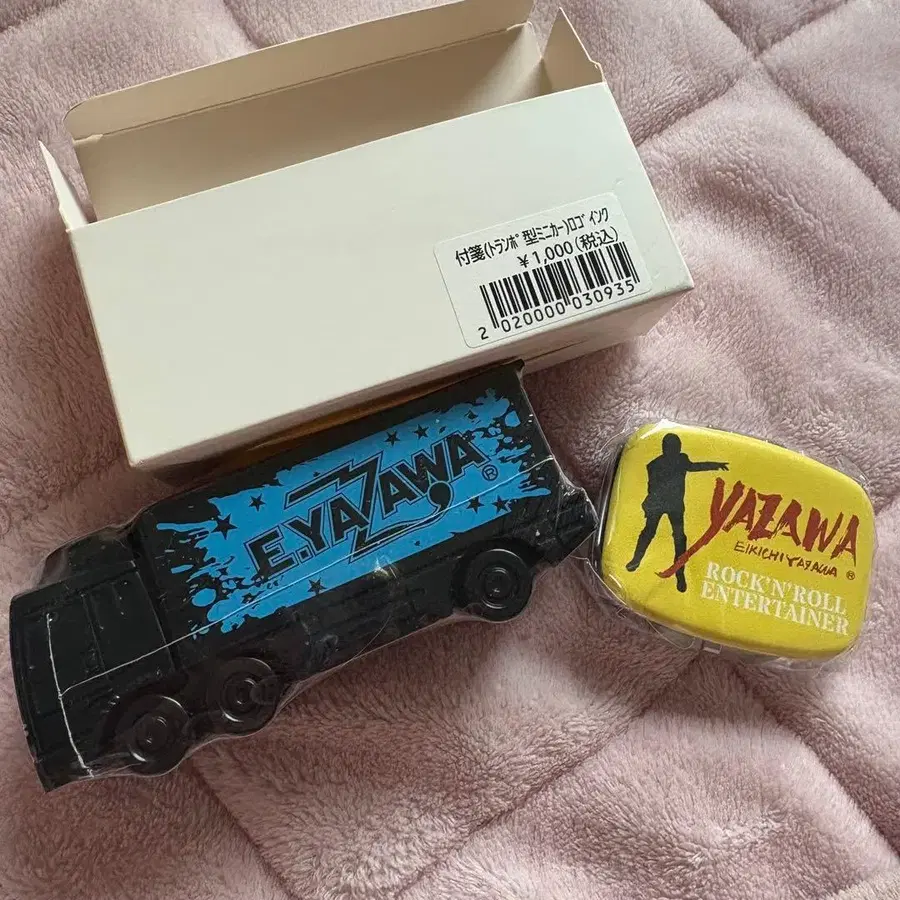 付箋(ﾄランポ 型ミニカー)ロゴインク
¥1,000(税込)
2 020000 030935
E.YAZAWA ®
YAZAWA
EIKICHI YAZAWA ®
ROCK'N'ROLL
ENTERTAINER